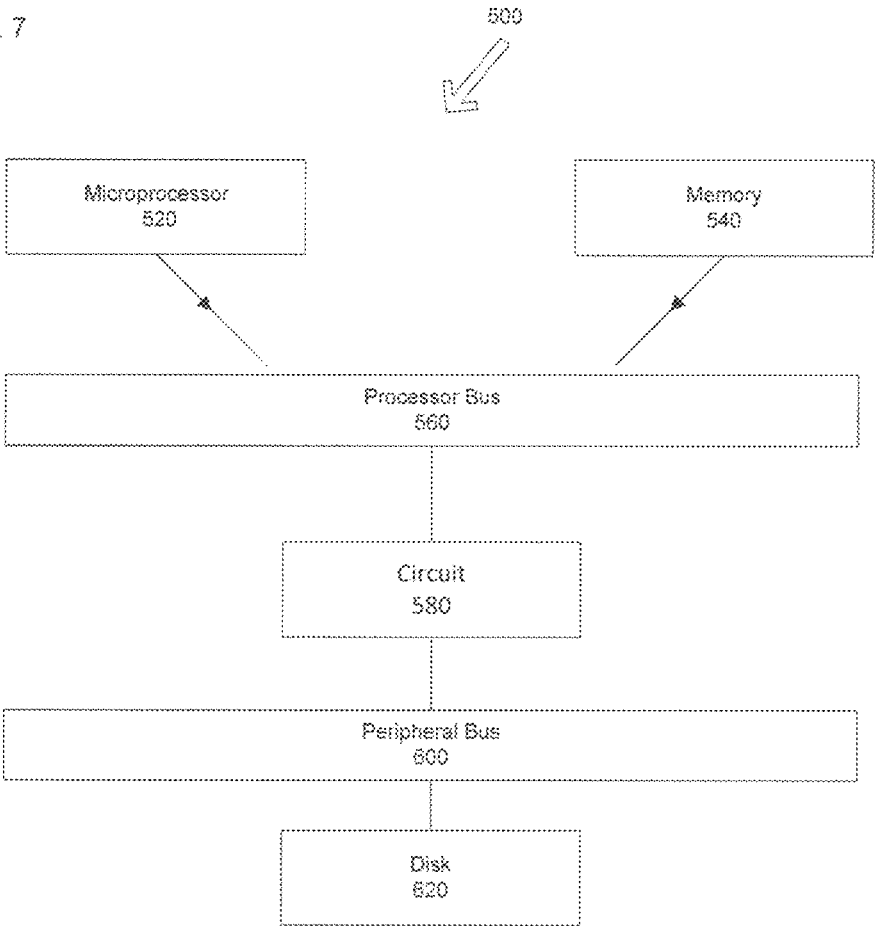 . 7
500
Microprocessor
520
Memory
540
Processor Bus
560
Circuit
580
Peripheral Bus
600
Disk
620